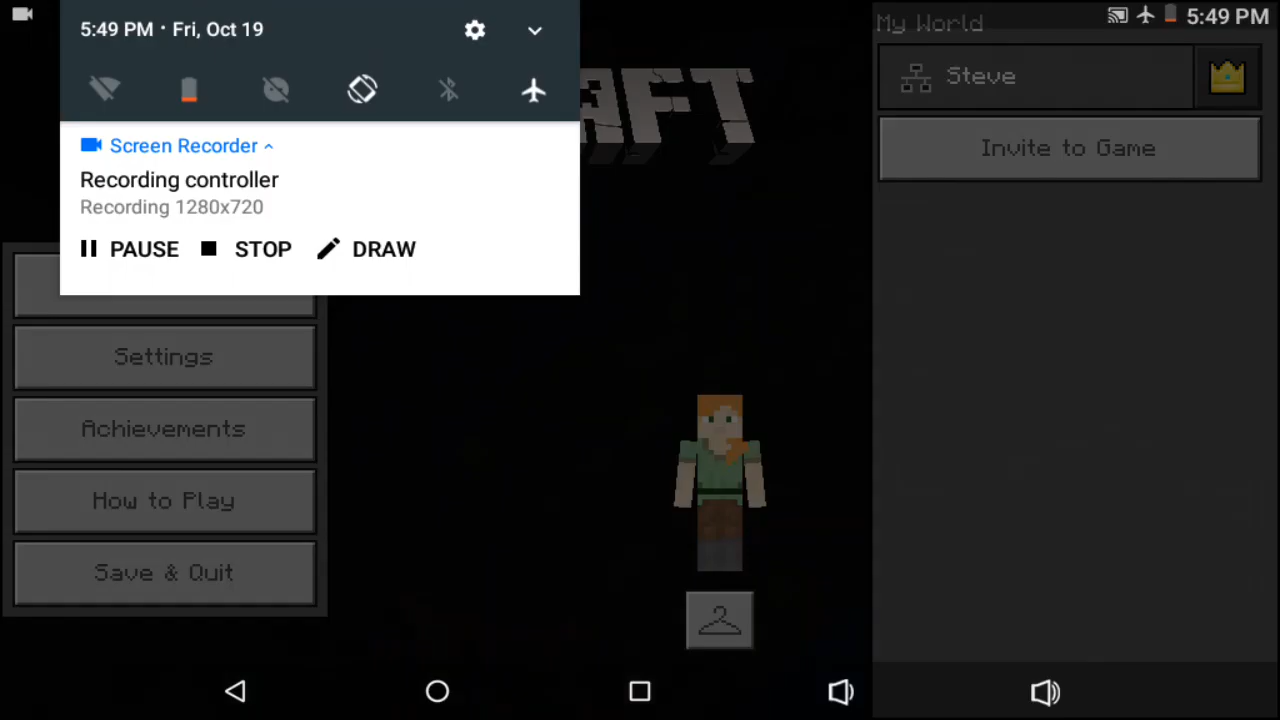 5:49 PM · Fri, Oct 19
Screen Recorder
Recording controller
Recording 1280x720
PAUSE STOP DRAW
AFT
Settings
Achievements
How to Play
Save & Quit
My World
5:49 PM
Steve
Invite to Game